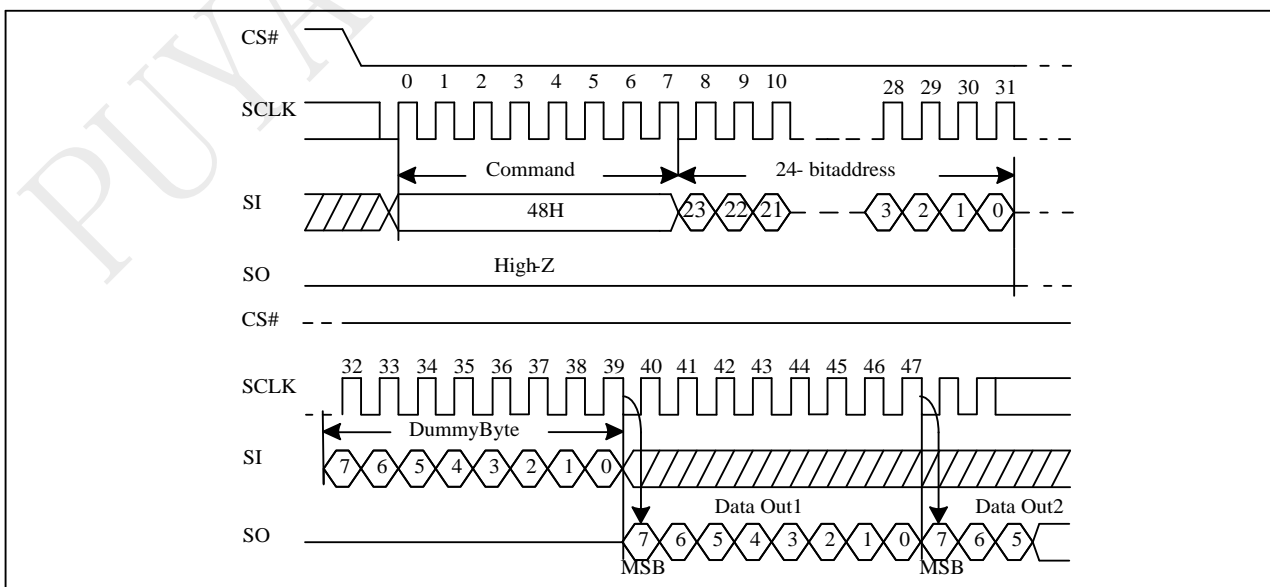 PUYA
CS#
0 1 2 3 4 5 6 7 8 9 10 28 29 30 31
SCLK
Command 24- bitaddress
SI 48H 23 22 21 3 2 1 0
High-Z
SO
CS#
32 33 34 35 36 37 38 39 40 41 42 43 44 45 46 47
SCLK
DummyByte
SI 7 6 5 4 3 2 1 0
Data Out1 Data Out2
SO 7 6 5 4 3 2 1 0 7 6 5
MSB MSB